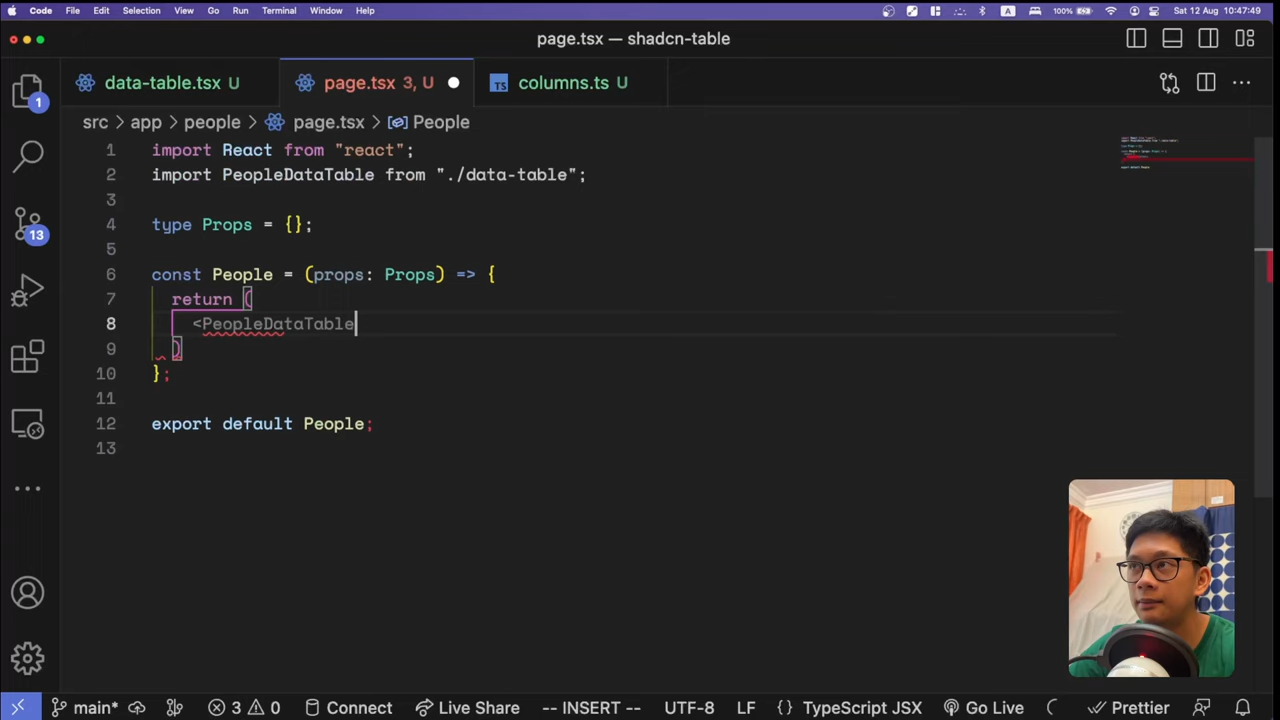 Code File Edit Selection View Go Run Terminal Window Help A 100% Sat 12 Aug 10:47:49
page.tsx — shadcn-table
data-table.tsx U page.tsx 3, U TS columns.ts U
1
src > app > people > page.tsx > People
1 import React from "react";
2 import PeopleDataTable from "./data-table";
3
4 type Props = {};
5
6 const People = (props: Props) => {
7 return (
8 <PeopleDataTable
9 )
10 };
11
12 export default People;
13
13
main* 3 0 Connect Live Share -- INSERT -- UTF-8 LF {} TypeScript JSX Go Live Prettier